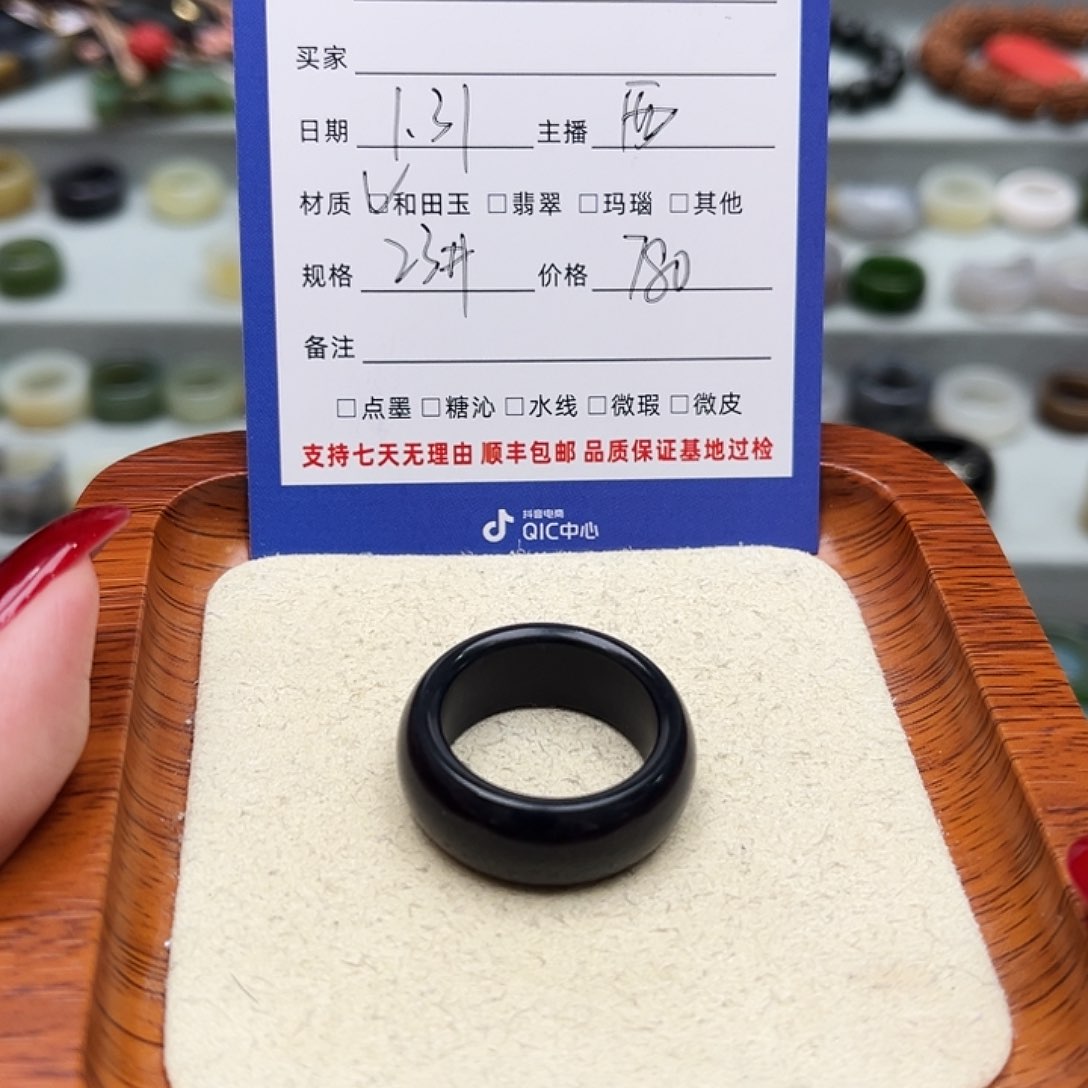 买家
日期 1.31 主播 西
材质 ☑和田玉 □翡翠 □玛瑙 □其他
规格 23# 价格 780
备注
□点墨 □糖沁 □水线 □微瑕 □微皮
支持七天无理由 顺丰包邮 品质保证基地过检
抖音电商
QIC中心